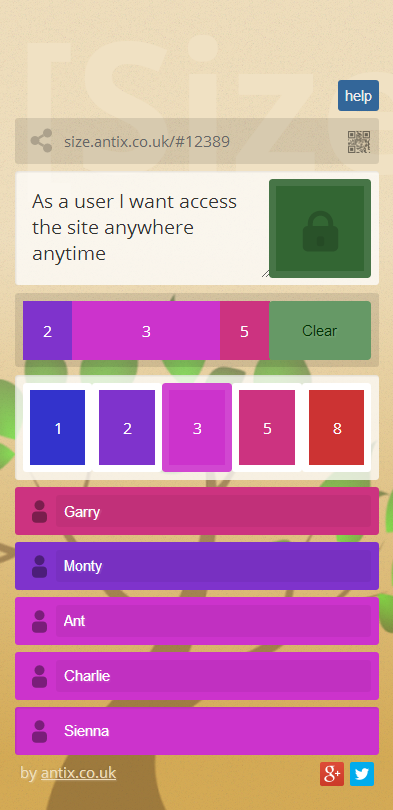 [Size
help
size.antix.co.uk/#12389
As a user I want access
the site anywhere
anytime
2 3 5 Clear
1 2 3 5 8
Garry
Monty
Ant
Charlie
Sienna
by antix.co.uk
g+